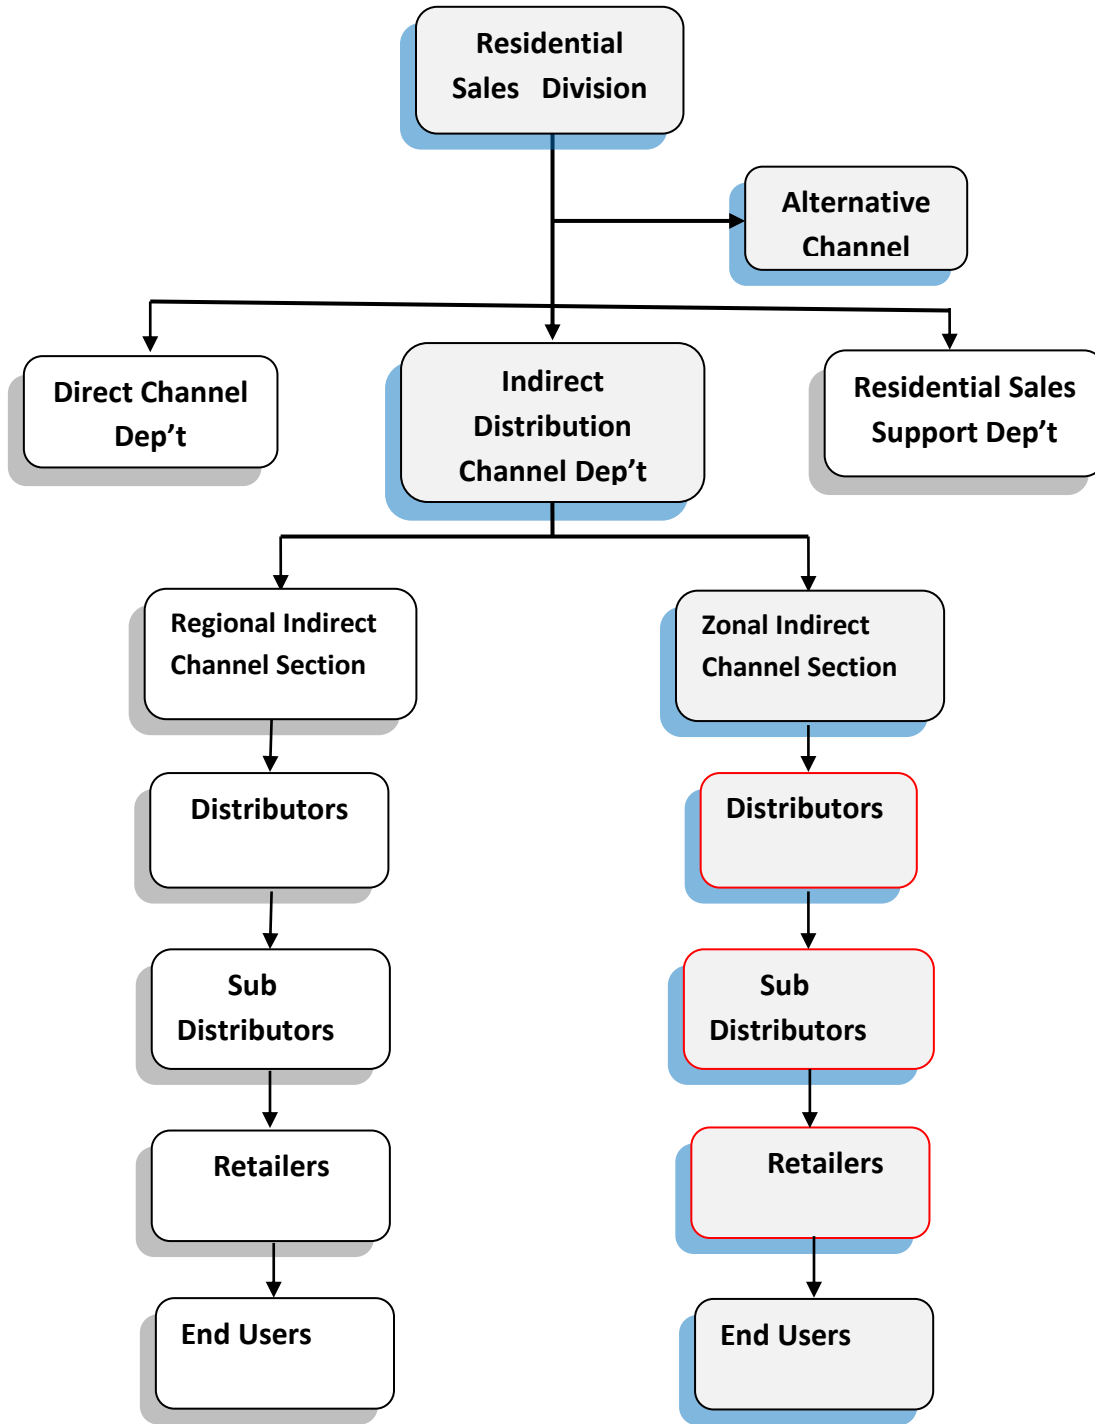 Residential
Sales Division
Alternative
Channel
Direct Channel
Dep’t
Indirect
Distribution
Channel Dep’t
Residential Sales
Support Dep’t
Regional Indirect
Channel Section
Zonal Indirect
Channel Section
Distributors
Distributors
Sub
Distributors
Sub
Distributors
Retailers
Retailers
End Users
End Users